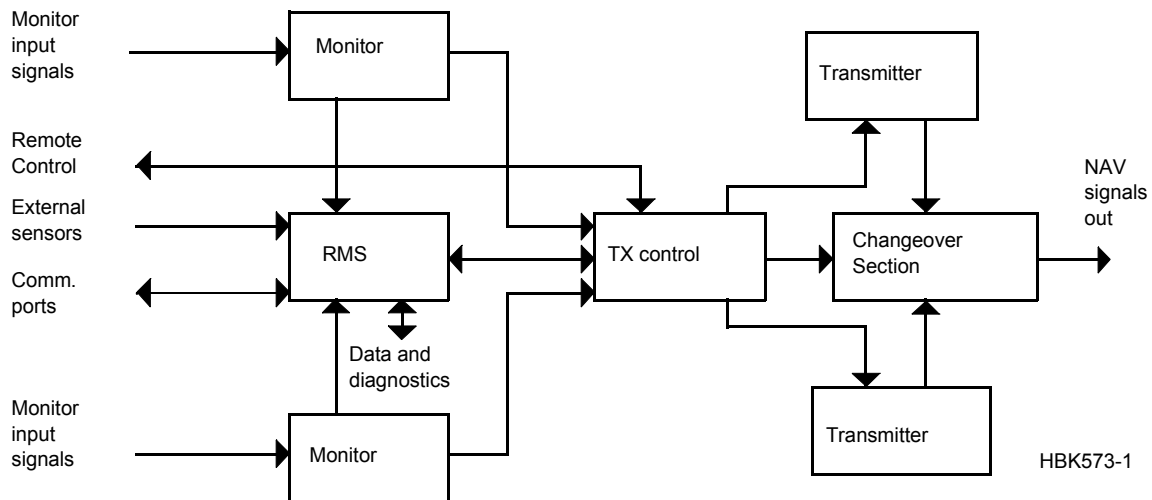 Monitor
input
signals
Monitor
Transmitter
Remote
Control
NAV
signals
out
External
sensors
RMS
TX control
Changeover
Section
Comm.
ports
Data and
diagnostics
Monitor
input
signals
Monitor
Transmitter
HBK573-1